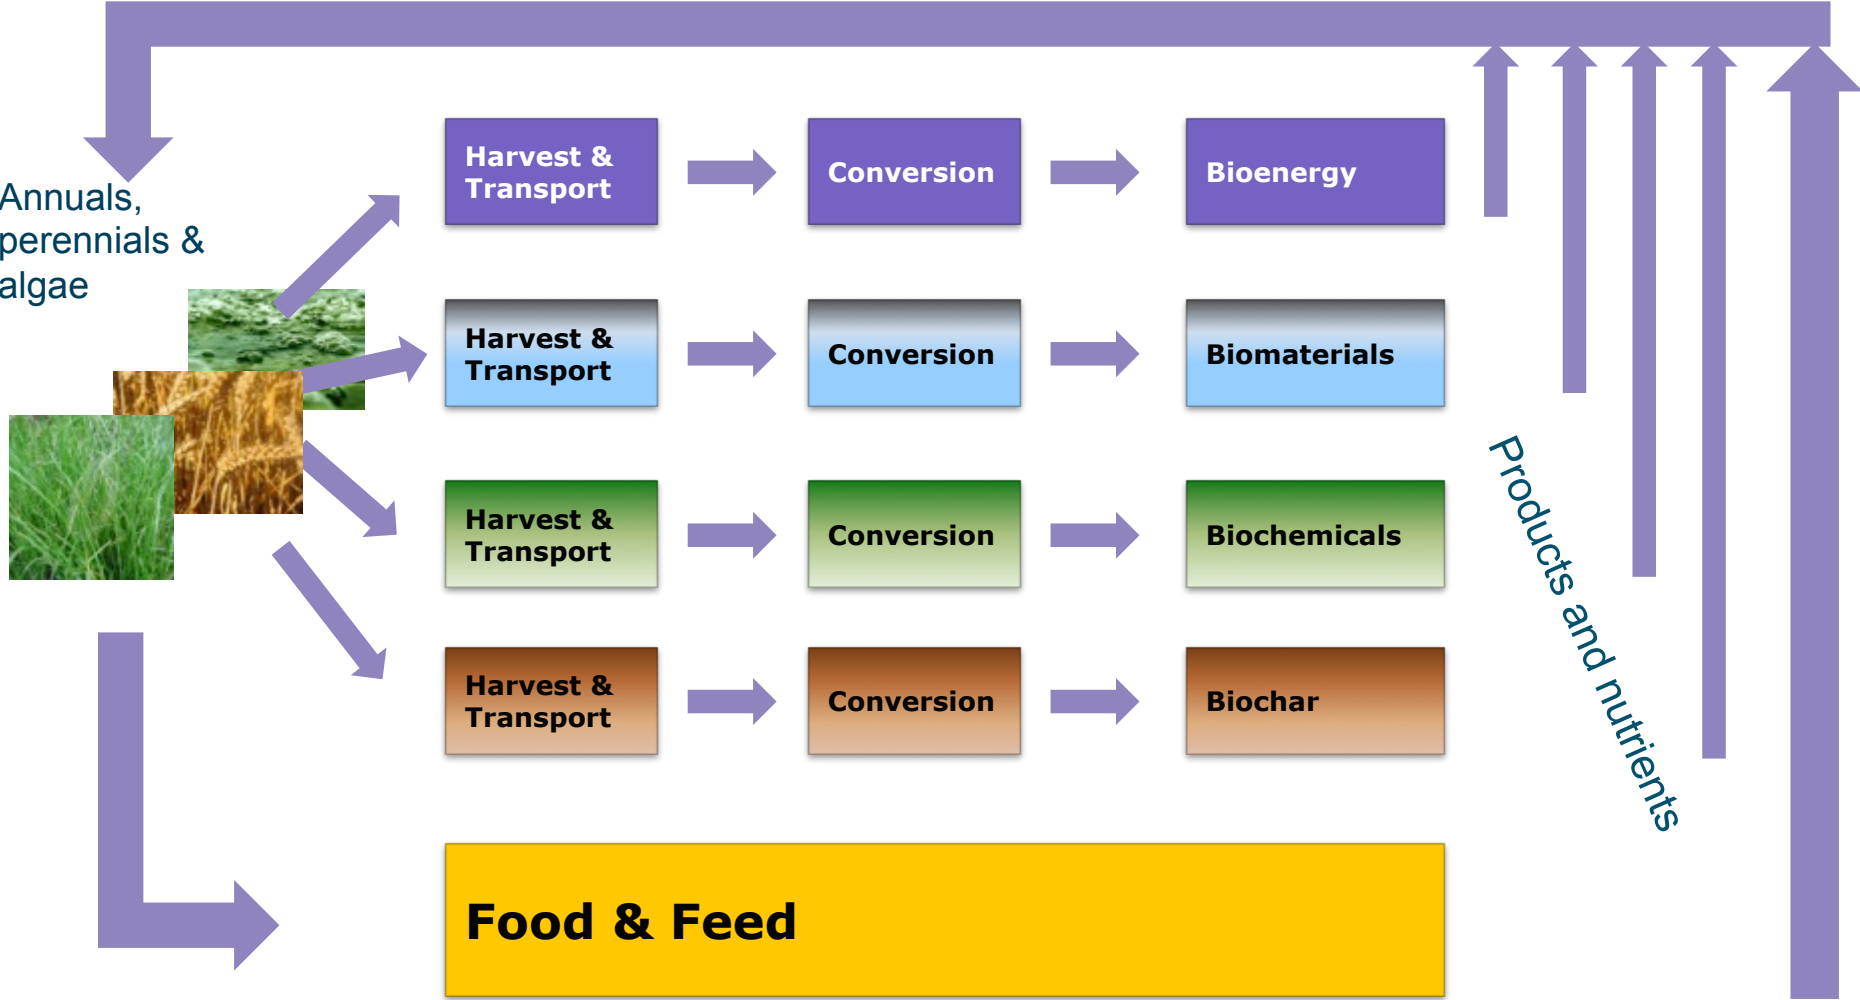 Annuals,
perennials &
algae
Harvest &
Transport
Conversion
Bioenergy
Harvest &
Transport
Conversion
Biomaterials
Harvest &
Transport
Conversion
Biochemicals
Harvest &
Transport
Conversion
Biochar
Products and nutrients
Food & Feed